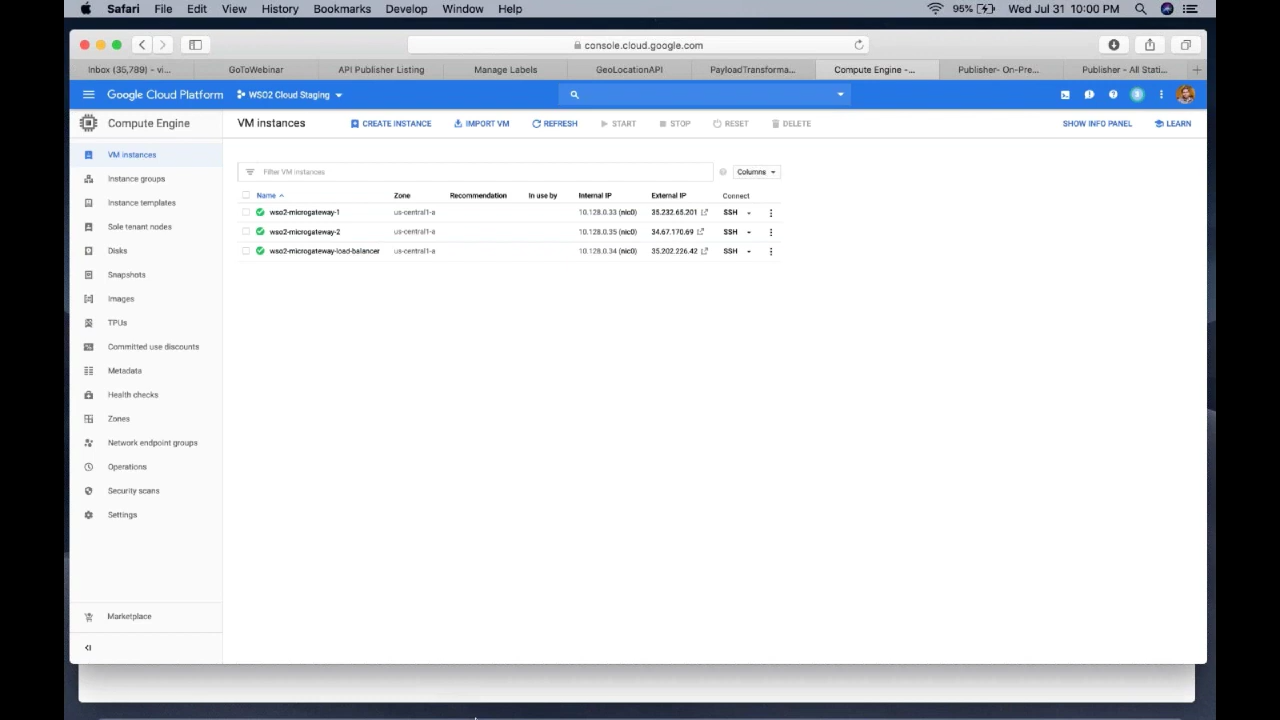 Safari File Edit View History Bookmarks Develop Window Help 95% Wed Jul 31 10:00 PM
console.cloud.google.com
Inbox (35,789) - vi... GoToWebinar API Publisher Listing Manage Labels GeoLocationAPI PayloadTransforma... Compute Engine -... Publisher- On-Pre... Publisher - All Stati...
Google Cloud Platform WSO2 Cloud Staging
Compute Engine VM instances CREATE INSTANCE IMPORT VM REFRESH START STOP RESET DELETE SHOW INFO PANEL LEARN
VM instances
Instance groups
Instance templates
Sole tenant nodes
Disks
Snapshots
Images
TPUs
Committed use discounts
Metadata
Health checks
Zones
Network endpoint groups
Operations
Security scans
Settings
Marketplace
Filter VM instances Columns
Name Zone Recommendation In use by Internal IP External IP Connect
wso2-microgateway-1 us-central1-a 10.128.0.33 (nic0) 35.232.65.201 SSH
wso2-microgateway-2 us-central1-a 10.128.0.35 (nic0) 34.67.170.69 SSH
wso2-microgateway-load-balancer us-central1-a 10.128.0.34 (nic0) 35.202.226.42 SSH